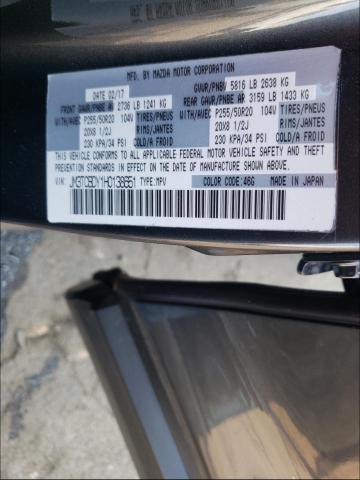 MFD. BY MAZDA MOTOR CORPORATION
DATE 02/17 GVWR/PNBV 5816 LB 2638 KG
FRONT GAWR/PNBE AV 2736 LB 1241 KG REAR GAWR/PNBE AR 3159 LB 1433 KG
WITH/AVEC P255/50R20 104V TIRES/PNEUS WITH/AVEC P255/50R20 104V TIRES/PNEUS
20X8 1/2J RIMS/JANTES 20X8 1/2J RIMS/JANTES
230 KPA/34 PSI COLD/A FROID 230 KPA/34 PSI COLD/A FROID
THIS VEHICLE CONFORMS TO ALL APPLICABLE FEDERAL MOTOR VEHICLE SAFETY
STANDARDS IN EFFECT ON THE DATE OF MANUFACTURE SHOWN ABOVE.
VIN: TYPE:MPV COLOR CODE:46G MADE IN JAPAN